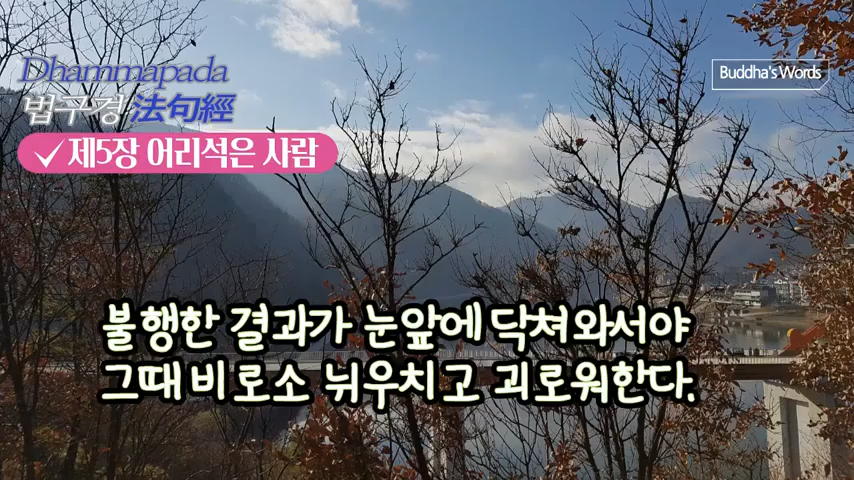 Dhammapada
법구경 法句經
제5장 어리석은 사람
Buddha's Words
불행한 결과가 눈앞에 닥쳐와서야
그때 비로소 뉘우치고 괴로워한다.